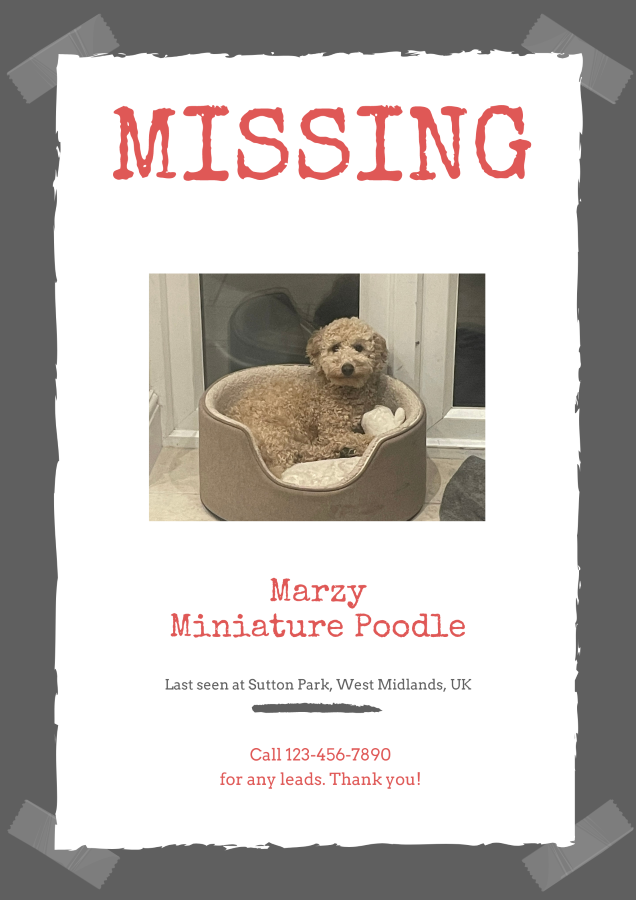 MISSING
Marzy
Miniature Poodle
Last seen at Sutton Park, West Midlands, UK
Call 123-456-7890
for any leads. Thank you!